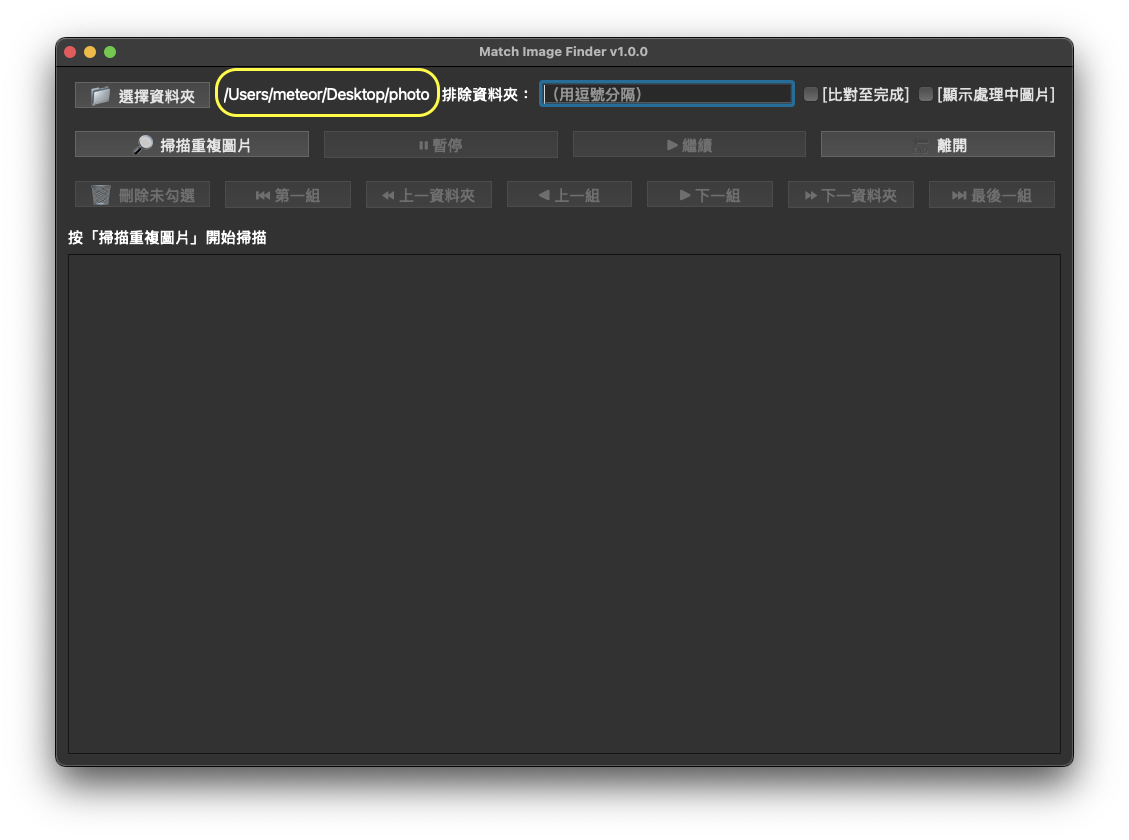 Match Image Finder v1.0.0
選擇資料夾 /Users/meteor/Desktop/photo 排除資料夾： （用逗號分隔） [比對至完成] [顯示處理中圖片]
掃描重複圖片 暫停 繼續 離開
刪除未勾選 第一組 上一資料夾 上一組 下一組 下一資料夾 最後一組
按「掃描重複圖片」開始掃描